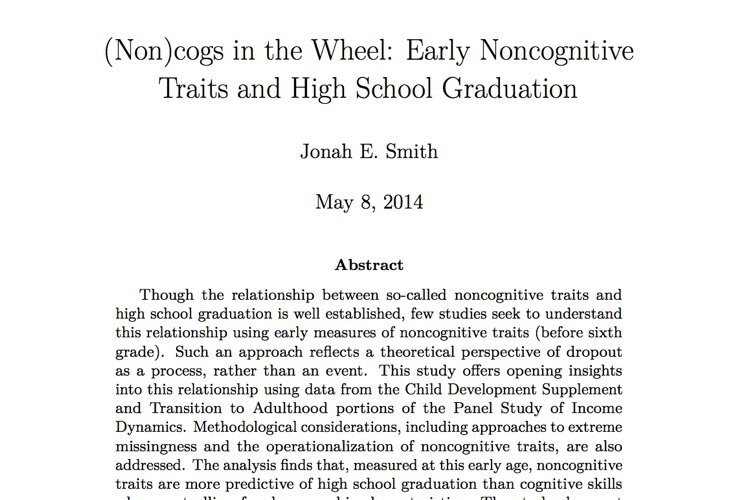 (Non)cogs in the Wheel: Early Noncognitive
Traits and High School Graduation
Jonah E. Smith
May 8, 2014
Abstract
Though the relationship between so-called noncognitive traits and
high school graduation is well established, few studies seek to understand
this relationship using early measures of noncognitive traits (before sixth
grade). Such an approach reflects a theoretical perspective of dropout
as a process, rather than an event. This study offers opening insights
into this relationship using data from the Child Development Supplement
and Transition to Adulthood portions of the Panel Study of Income
Dynamics. Methodological considerations, including approaches to extreme
missingness and the operationalization of noncognitive traits, are also
addressed. The analysis finds that, measured at this early age, noncognitive
traits are more predictive of high school graduation than cognitive skills